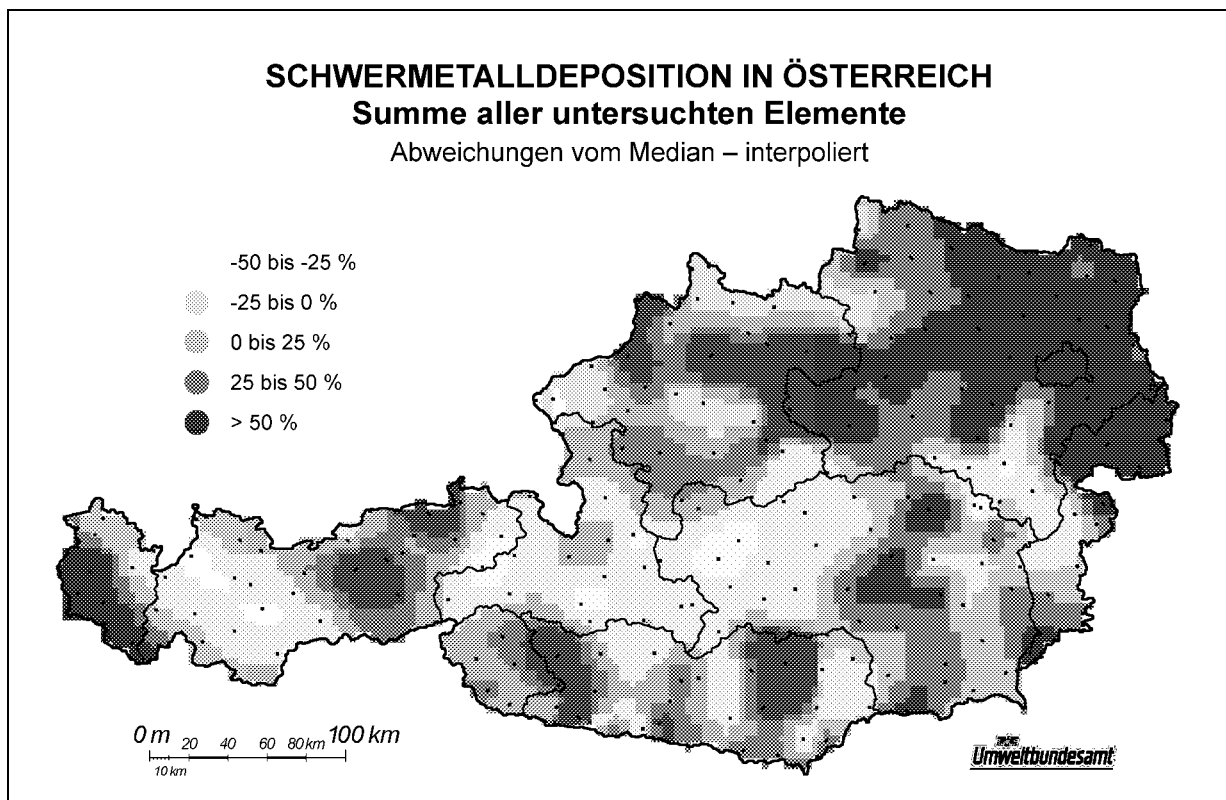 SCHWERMETALLDEPOSITION IN ÖSTERREICH
Summe aller untersuchten Elemente
Abweichungen vom Median – interpoliert
-50 bis -25 %
-25 bis 0 %
0 bis 25 %
25 bis 50 %
> 50 %
0 m 20 40 60 80 km 100 km
10 km
Umweltbundesamt